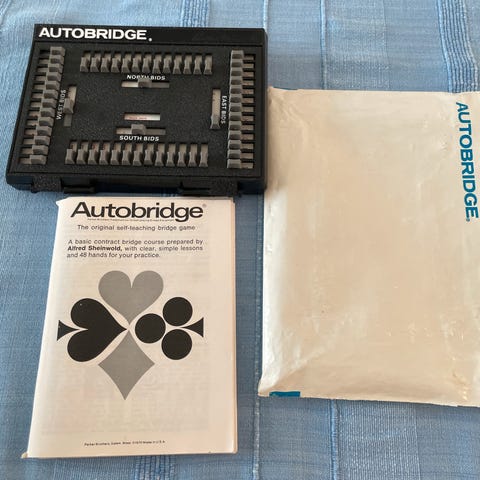 AUTOBRIDGE®
NORTH BIDS
WEST BIDS
EAST BIDS
SOUTH BIDS
AUTOBRIDGE®
Autobridge®
The original self-teaching bridge game
A basic contract bridge course prepared by
Alfred Sheinwold, with clear, simple lessons
and 48 hands for your practice.